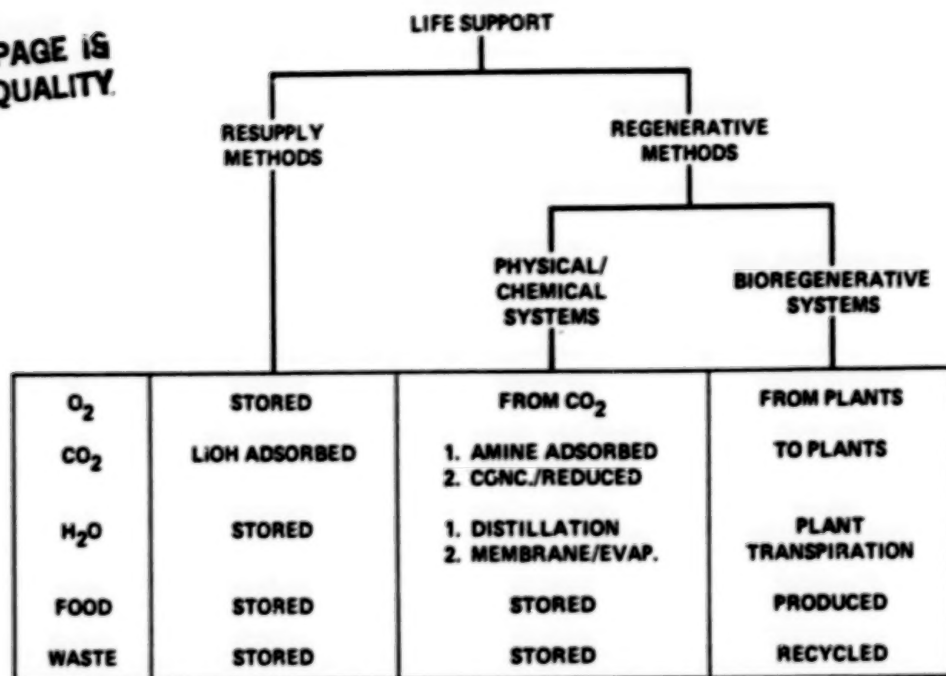 PAGE IS
QUALITY.
LIFE SUPPORT
RESUPPLY
METHODS
REGENERATIVE
METHODS
PHYSICAL/
CHEMICAL
SYSTEMS
BIOREGENERATIVE
SYSTEMS
O2 STORED FROM CO2 FROM PLANTS
CO2 LiOH ADSORBED 1. AMINE ADSORBED TO PLANTS
2. CONC./REDUCED
H2O STORED 1. DISTILLATION PLANT
2. MEMBRANE/EVAP. TRANSPIRATION
FOOD STORED STORED PRODUCED
WASTE STORED STORED RECYCLED